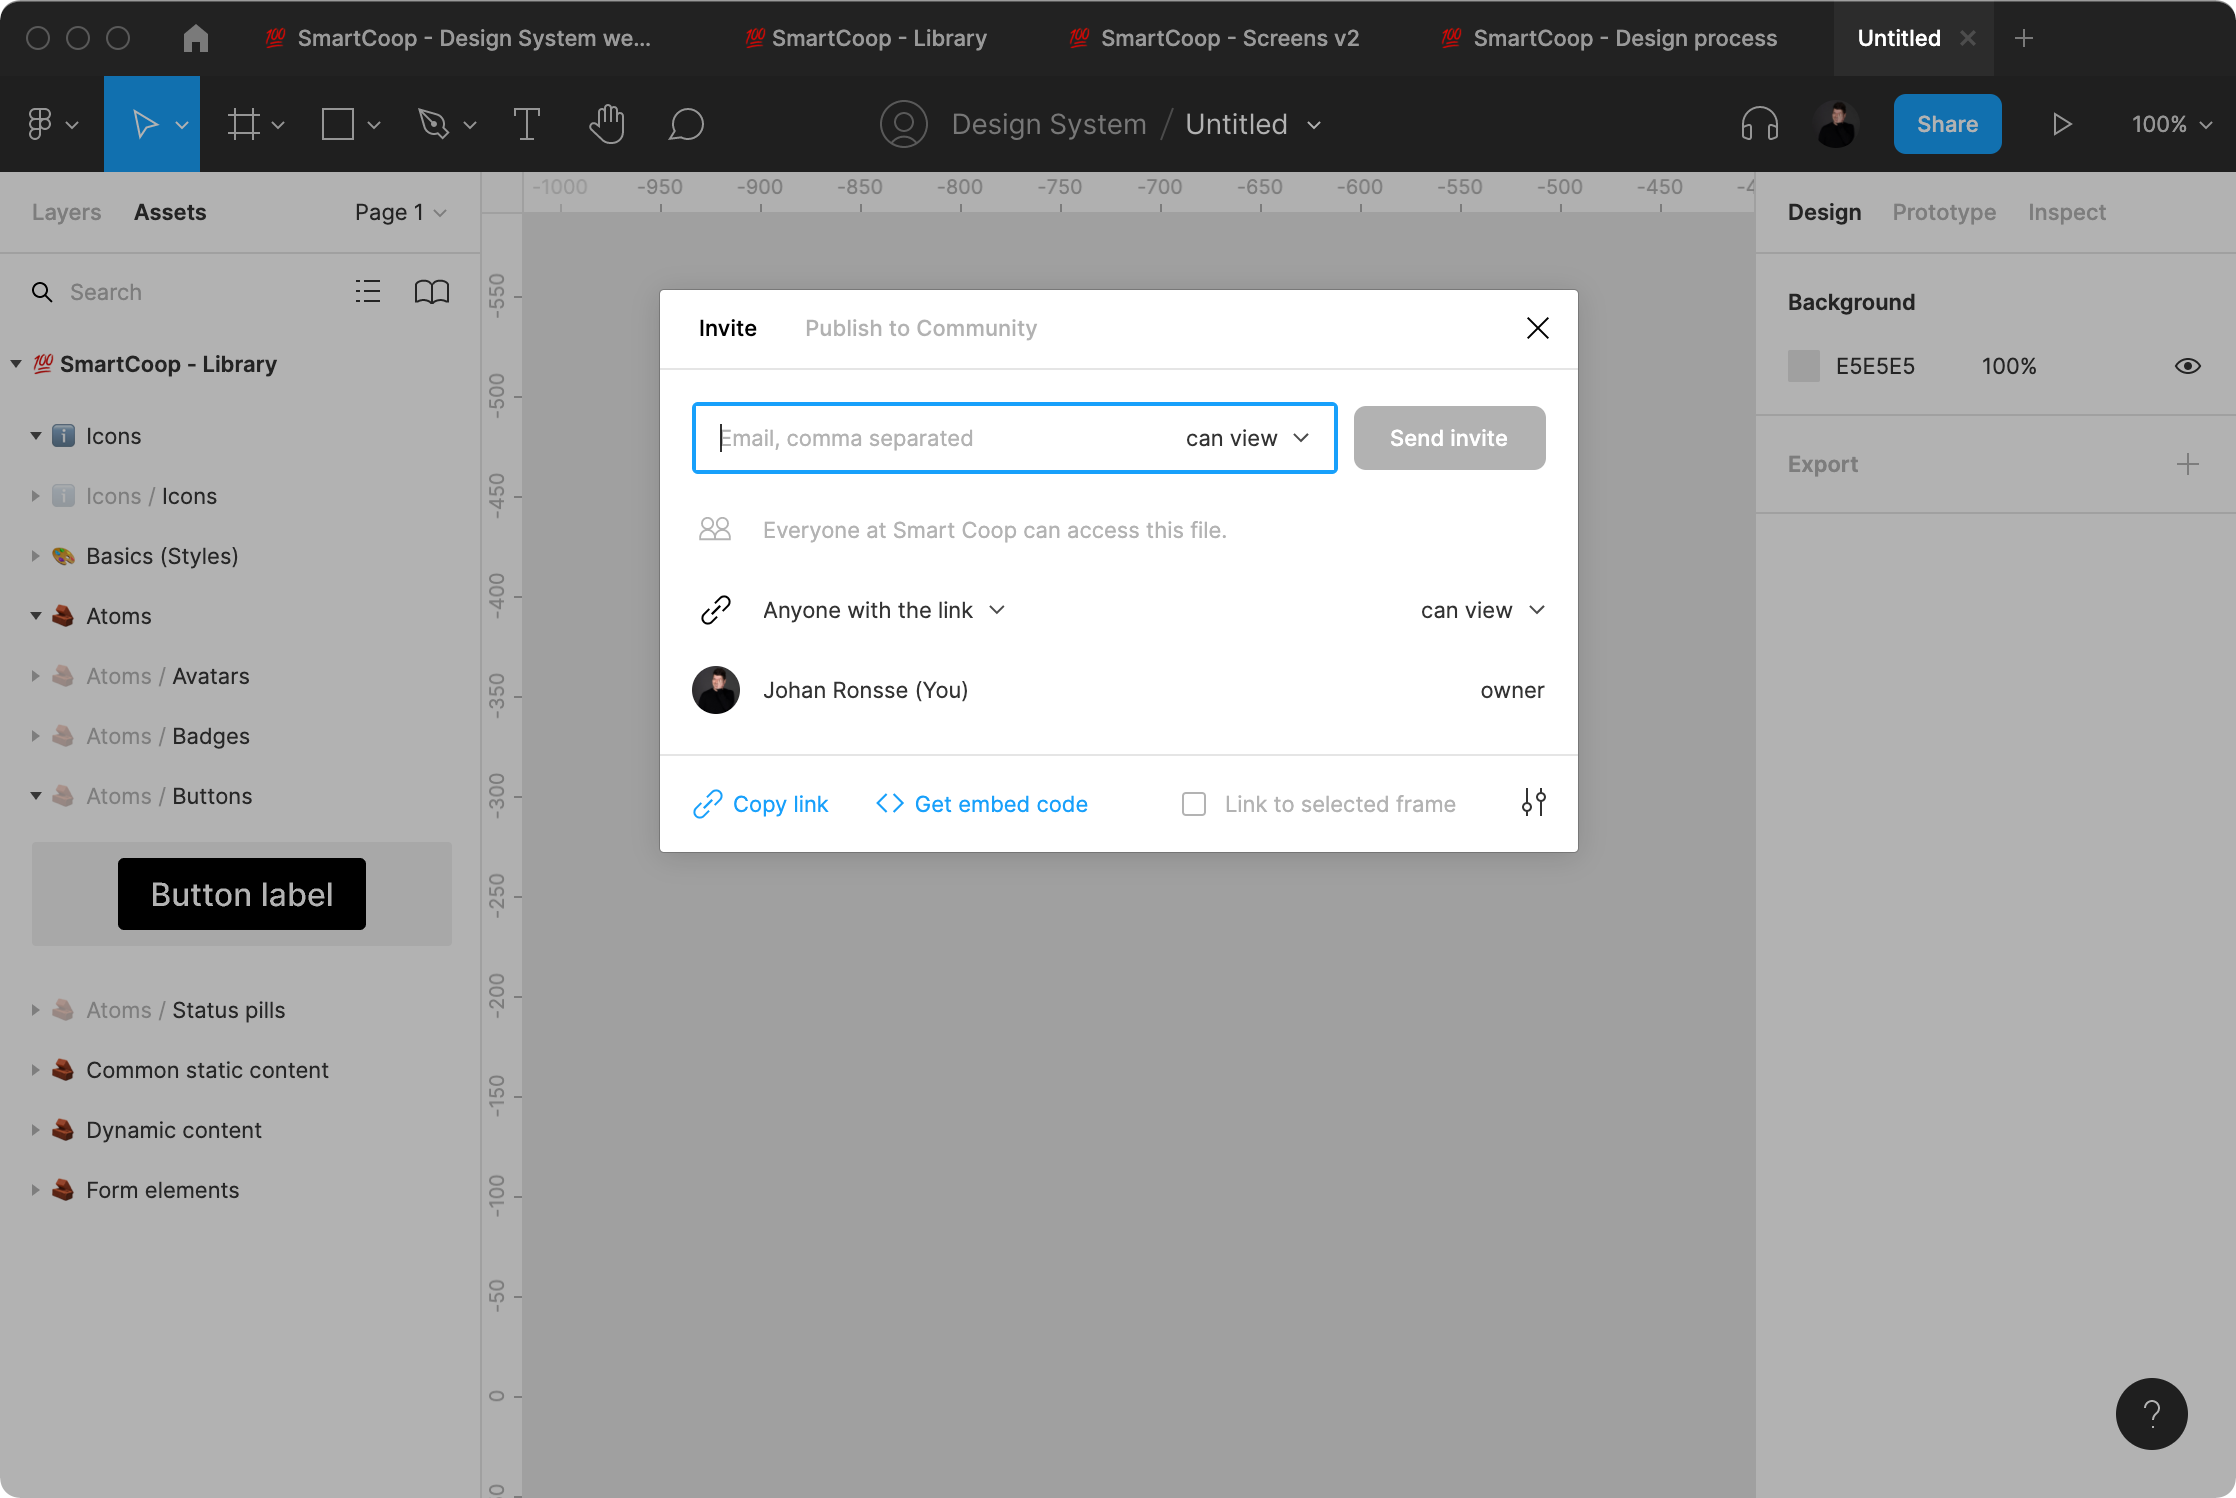 💯 SmartCoop - Design System we...
💯 SmartCoop - Library
💯 SmartCoop - Screens v2
💯 SmartCoop - Design process
Untitled
Design System / Untitled
Share
100%
Layers
Assets
Page 1
-1000 -950 -900 -850 -800 -750 -700 -650 -600 -550 -500 -450
Design
Prototype
Inspect
Search
💯 SmartCoop - Library
Icons
Icons / Icons
Basics (Styles)
Atoms
Atoms / Avatars
Atoms / Badges
Atoms / Buttons
Button label
Atoms / Status pills
Common static content
Dynamic content
Form elements
-550
-500
-450
-400
-350
-300
-250
-200
-150
-100
-50
0
Invite
Publish to Community
Email, comma separated
can view
Send invite
Everyone at Smart Coop can access this file.
Anyone with the link
can view
Johan Ronsse (You)
owner
Copy link
<> Get embed code
Link to selected frame
Background
E5E5E5
100%
Export
?